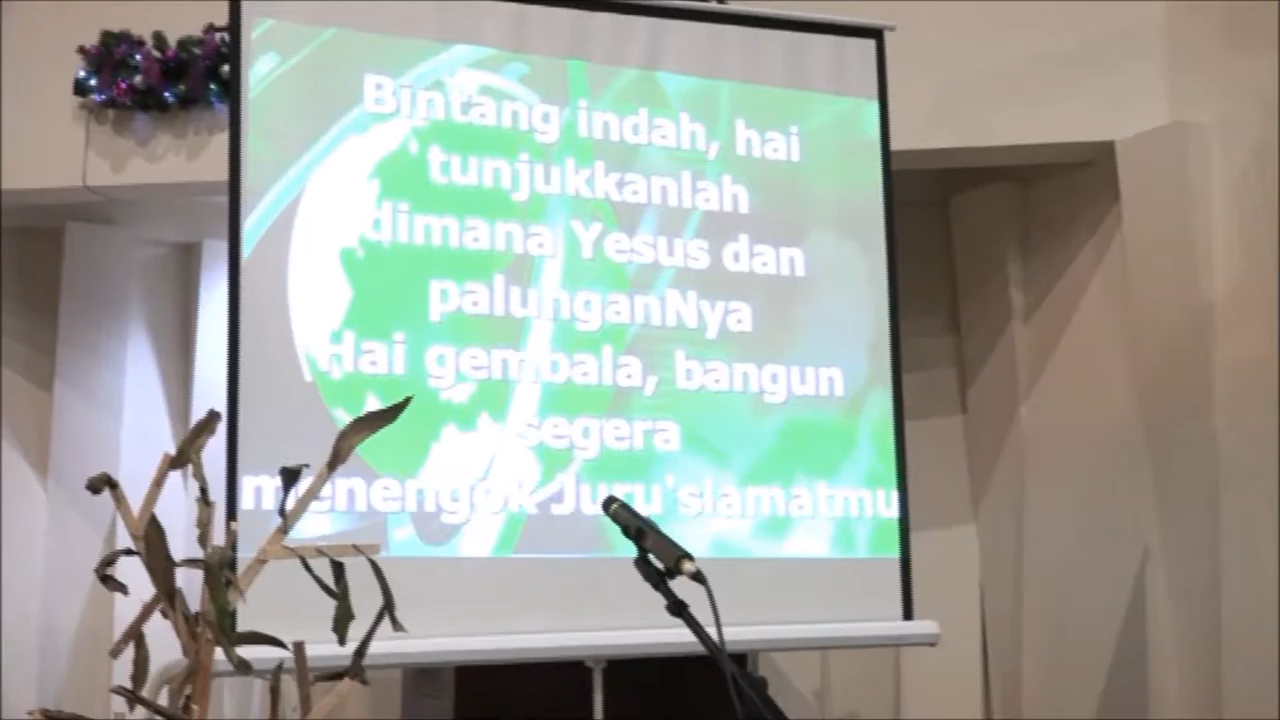 Bintang indah, hai
tunjukkanlah
dimana Yesus dan
palunganNya
Hai gembala, bangun
segera
menengok Juru'slamatmu